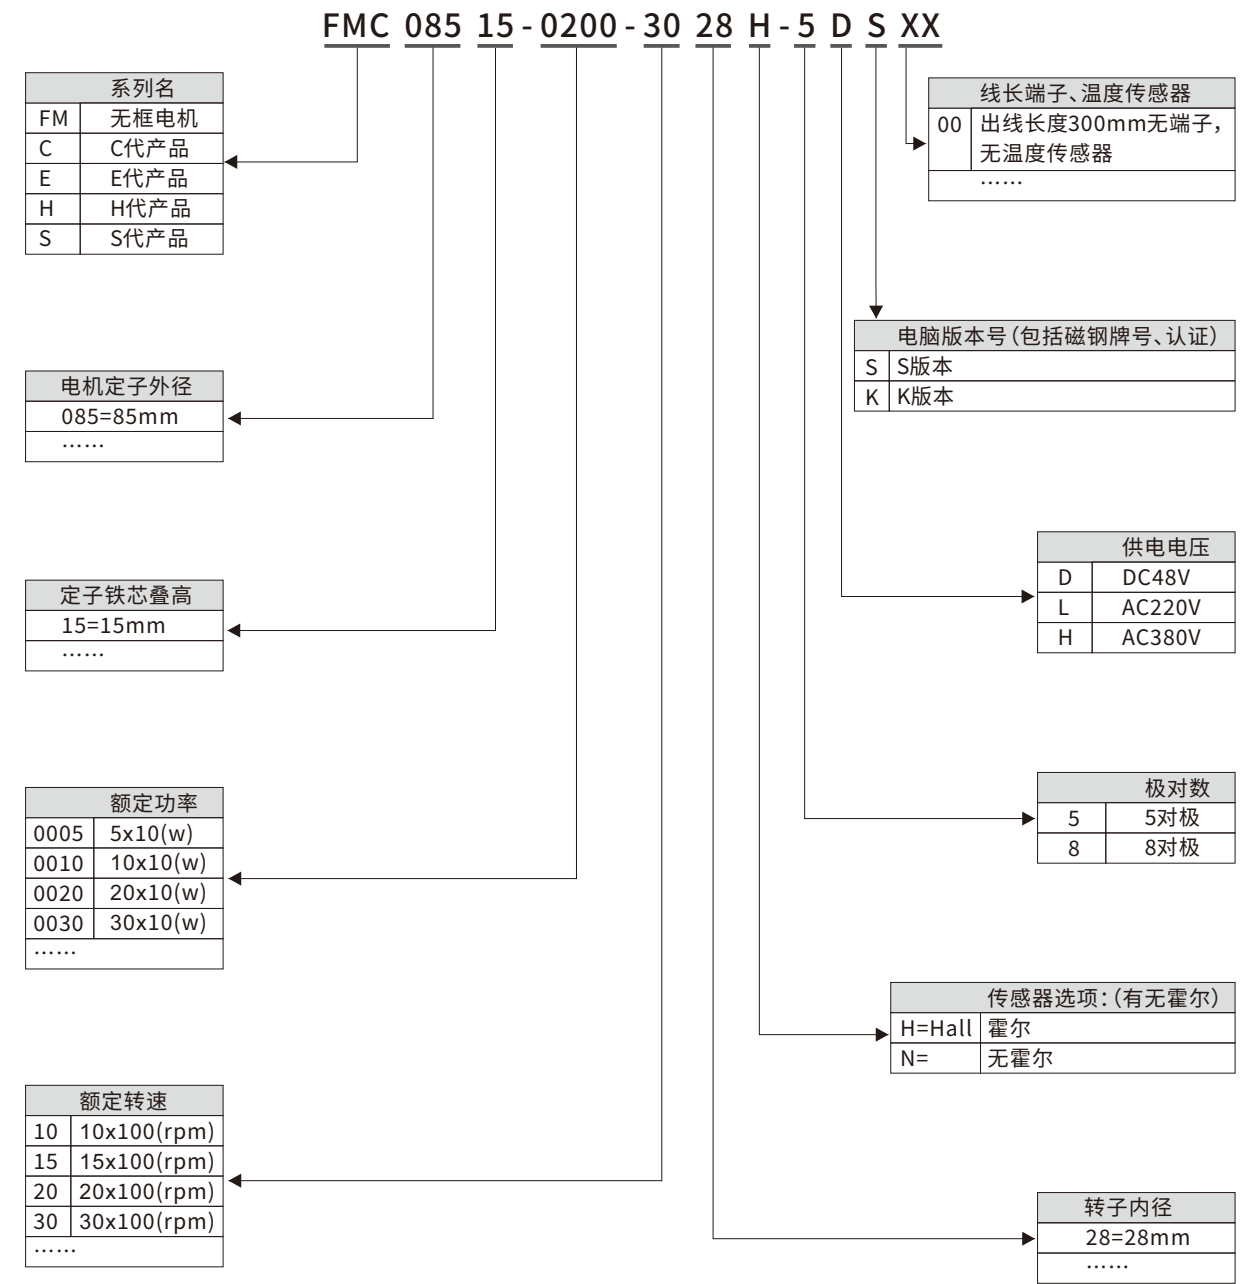 FMC 085 15-0200-30 28 H-5 D S XX
系列名
FM 无框电机
C C代产品
E E代产品
H H代产品
S S代产品
电机定子外径
085=85mm
……
定子铁芯叠高
15=15mm
……
额定功率
0005 5x10(w)
0010 10x10(w)
0020 20x10(w)
0030 30x10(w)
……
额定转速
10 10x100(rpm)
15 15x100(rpm)
20 20x100(rpm)
30 30x100(rpm)
……
线长端子、温度传感器
00 出线长度300mm无端子，
无温度传感器
……
电脑版本号（包括磁钢牌号、认证）
S S版本
K K版本
供电电压
D DC48V
L AC220V
H AC380V
极对数
5 5对极
8 8对极
传感器选项：（有无霍尔）
H=Hall 霍尔
N= 无霍尔
转子内径
28=28mm
……